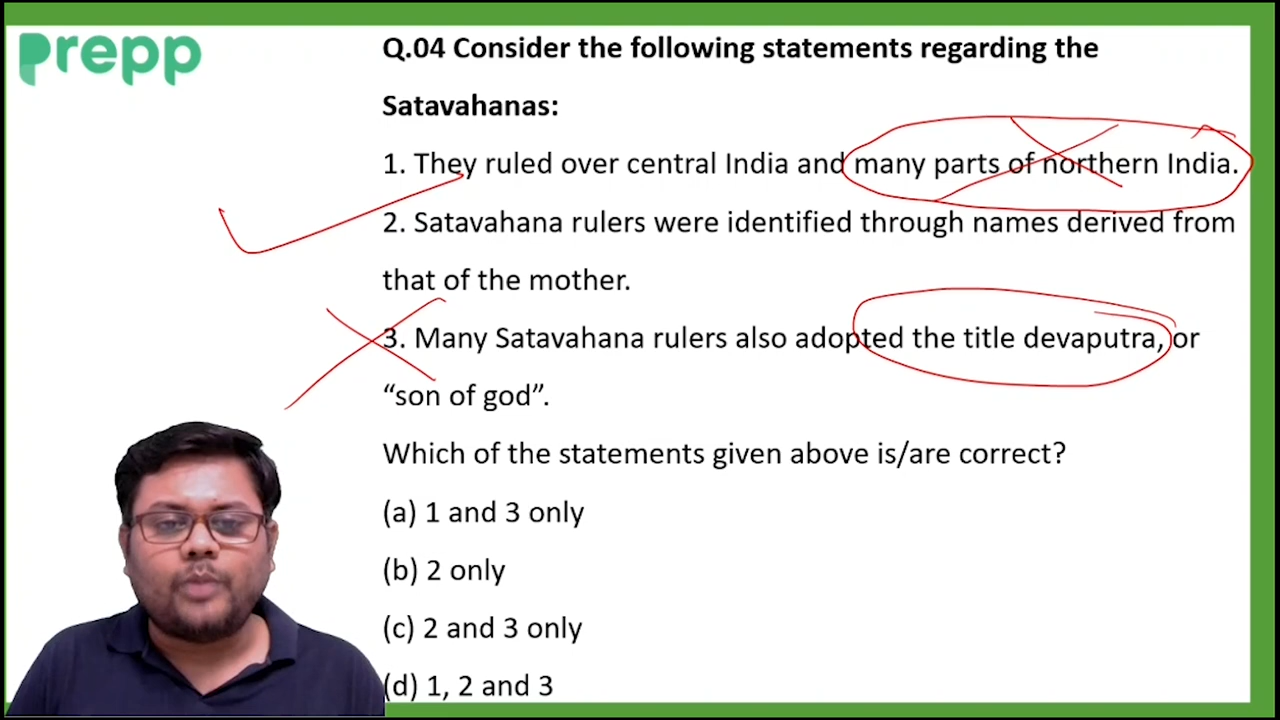 prepp
Q.04 Consider the following statements regarding the
Satavahanas:
1. They ruled over central India and many parts of northern India.
2. Satavahana rulers were identified through names derived from
that of the mother.
3. Many Satavahana rulers also adopted the title devaputra, or
“son of god”.
Which of the statements given above is/are correct?
(a) 1 and 3 only
(b) 2 only
(c) 2 and 3 only
(d) 1, 2 and 3